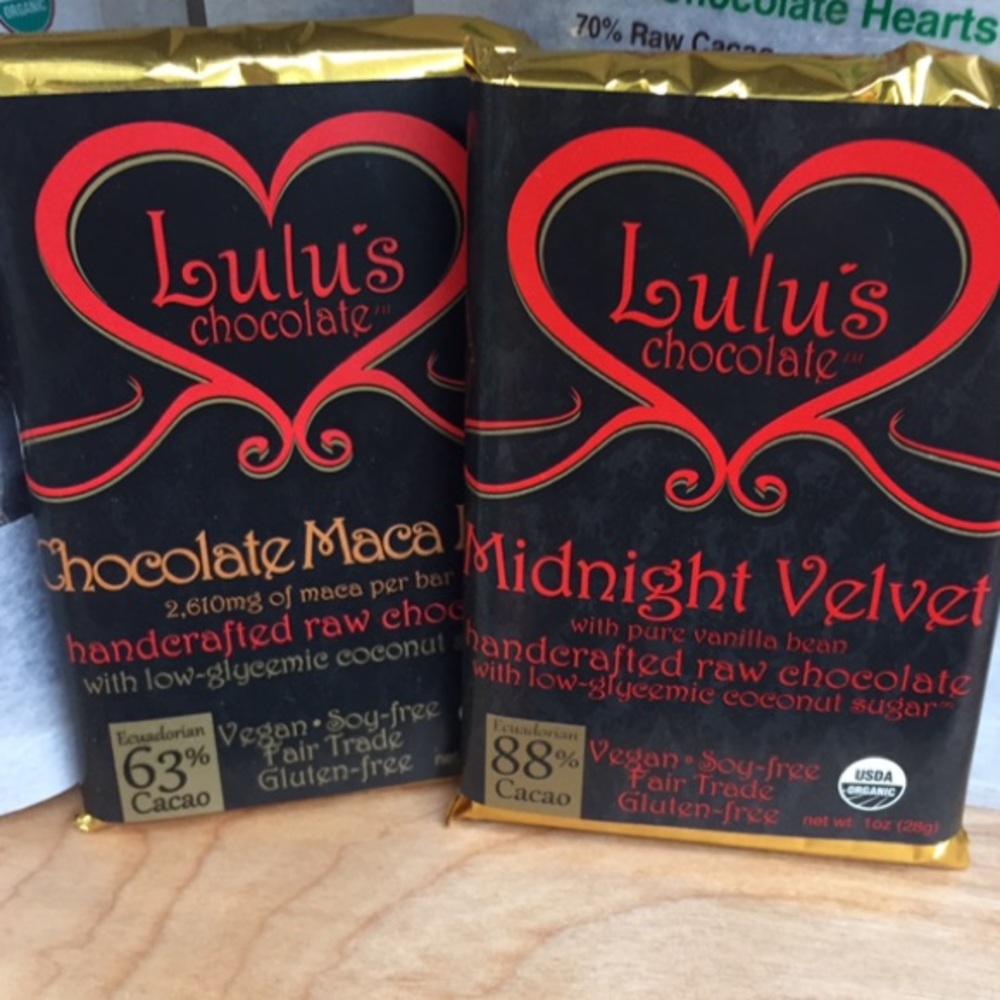 ORGANIC
Chocolate Hearts
70% Raw Cacao
Lulu's
chocolate
Chocolate Maca
2,610mg of maca per bar
handcrafted raw choc
with low-glycemic coconut
Ecuadorian
63%
Cacao
Vegan • Soy-free
Fair Trade
Gluten-free
Lulu's
chocolate
Midnight Velvet
with pure vanilla bean
handcrafted raw chocolate
with low-glycemic coconut sugar
Ecuadorian
88%
Cacao
Vegan • Soy-free
Fair Trade
Gluten-free
USDA
ORGANIC
net wt 1oz (28g)